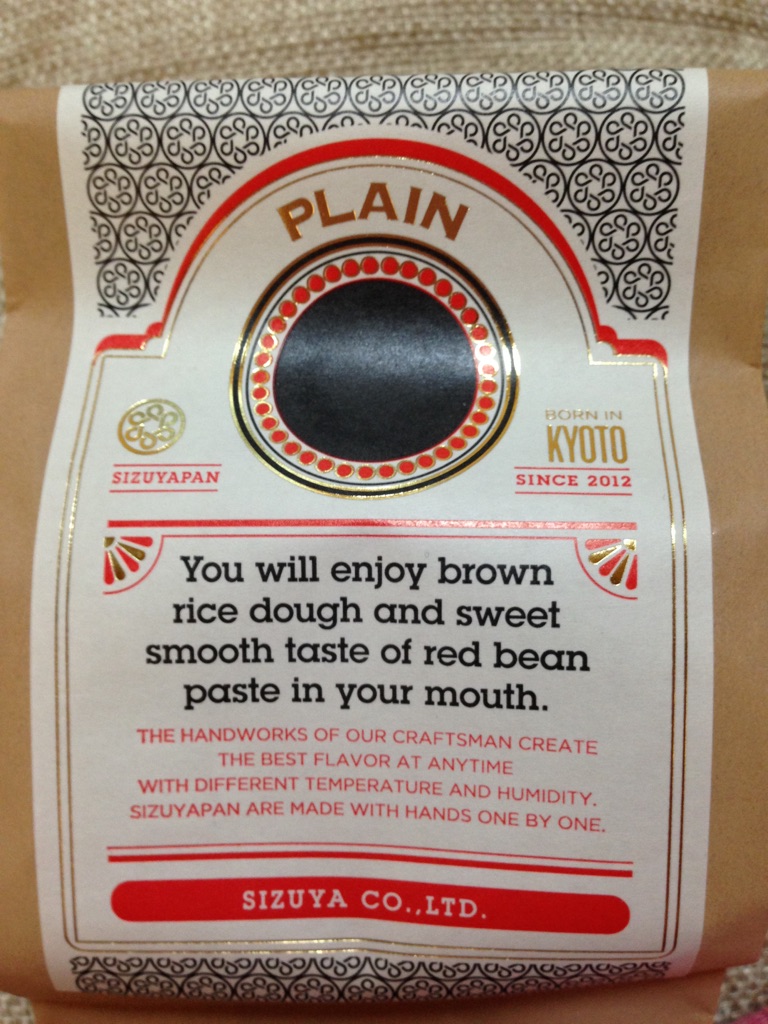 PLAIN
SIZUYAPAN
BORN IN
KYOTO
SINCE 2012
You will enjoy brown
rice dough and sweet
smooth taste of red bean
paste in your mouth.
THE HANDWORKS OF OUR CRAFTSMAN CREATE
THE BEST FLAVOR AT ANYTIME
WITH DIFFERENT TEMPERATURE AND HUMIDITY.
SIZUYAPAN ARE MADE WITH HANDS ONE BY ONE.
SIZUYA CO.,LTD.